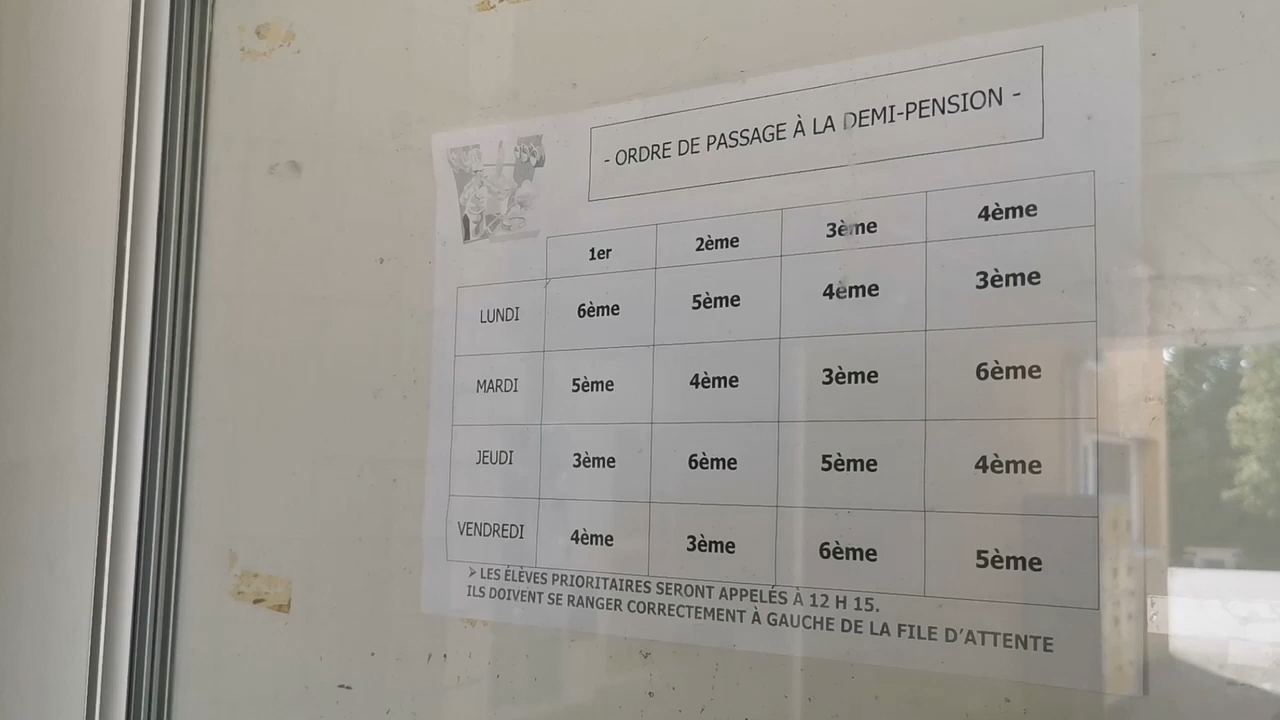 - ORDRE DE PASSAGE À LA DEMI-PENSION -
1er 2ème 3ème 4ème
LUNDI 6ème 5ème 4ème 3ème
MARDI 5ème 4ème 3ème 6ème
JEUDI 3ème 6ème 5ème 4ème
VENDREDI 4ème 3ème 6ème 5ème
➢ LES ÉLÈVES PRIORITAIRES SERONT APPELÉS À 12 H 15.
ILS DOIVENT SE RANGER CORRECTEMENT À GAUCHE DE LA FILE D'ATTENTE